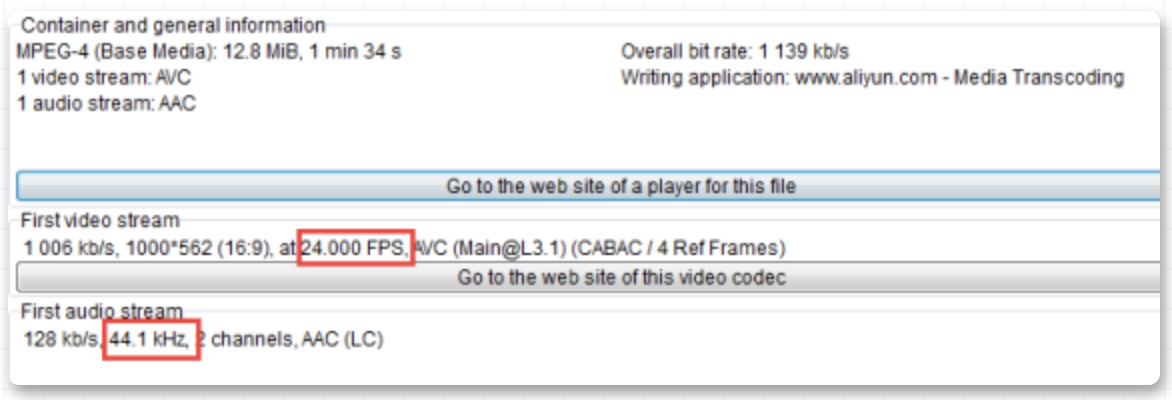 Container and general information
MPEG-4 (Base Media): 12.8 MiB, 1 min 34 s
Overall bit rate: 1 139 kb/s
1 video stream: AVC
Writing application: www.aliyun.com - Media Transcoding
1 audio stream: AAC
Go to the web site of a player for this file
First video stream
1 006 kb/s, 1000*562 (16:9), at 24.000 FPS, AVC (Main@L3.1) (CABAC / 4 Ref Frames)
Go to the web site of this video codec
First audio stream
128 kb/s, 44.1 kHz, 2 channels, AAC (LC)